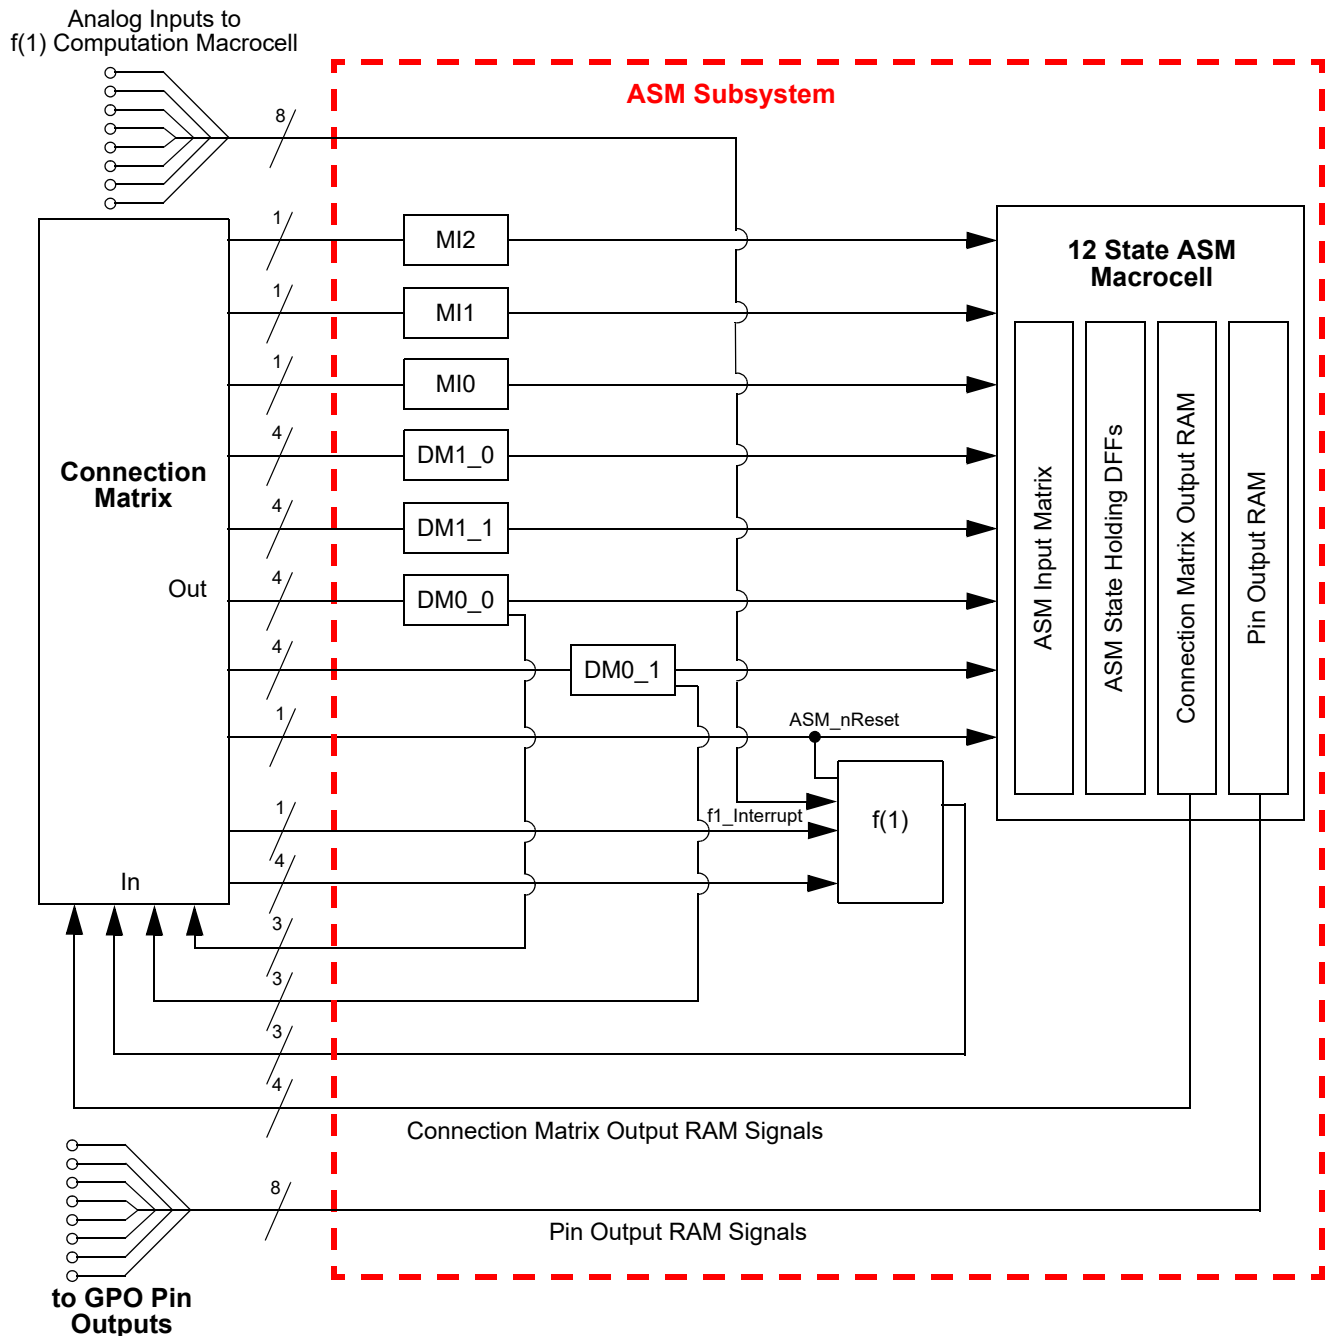 Analog Inputs to
f(1) Computation Macrocell
ASM Subsystem
8
1
MI2
12 State ASM
Macrocell
1
MI1
1
MI0
4
DM1_0
Connection
Matrix
4
DM1_1
Out
4
DM0_0
4
DM0_1
1
ASM_nReset
ASM Input Matrix
ASM State Holding DFFs
Connection Matrix Output RAM
Pin Output RAM
1
f1_Interrupt
f(1)
4
In
3
3
3
4
Connection Matrix Output RAM Signals
8
Pin Output RAM Signals
to GPO Pin
Outputs